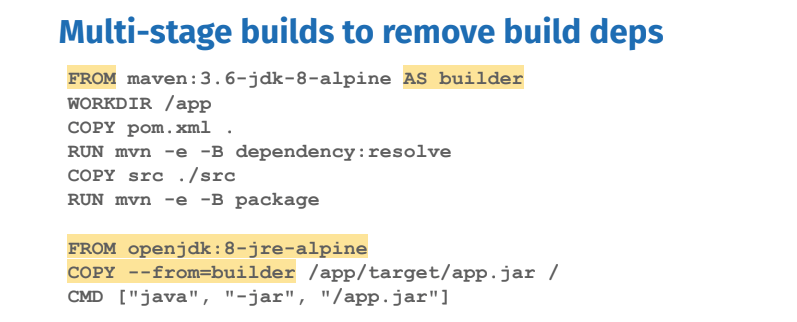 Multi-stage builds to remove build deps
FROM maven:3.6-jdk-8-alpine AS builder
WORKDIR /app
COPY pom.xml .
RUN mvn -e -B dependency:resolve
COPY src ./src
RUN mvn -e -B package
FROM openjdk:8-jre-alpine
COPY --from=builder /app/target/app.jar /
CMD ["java", "-jar", "/app.jar"]